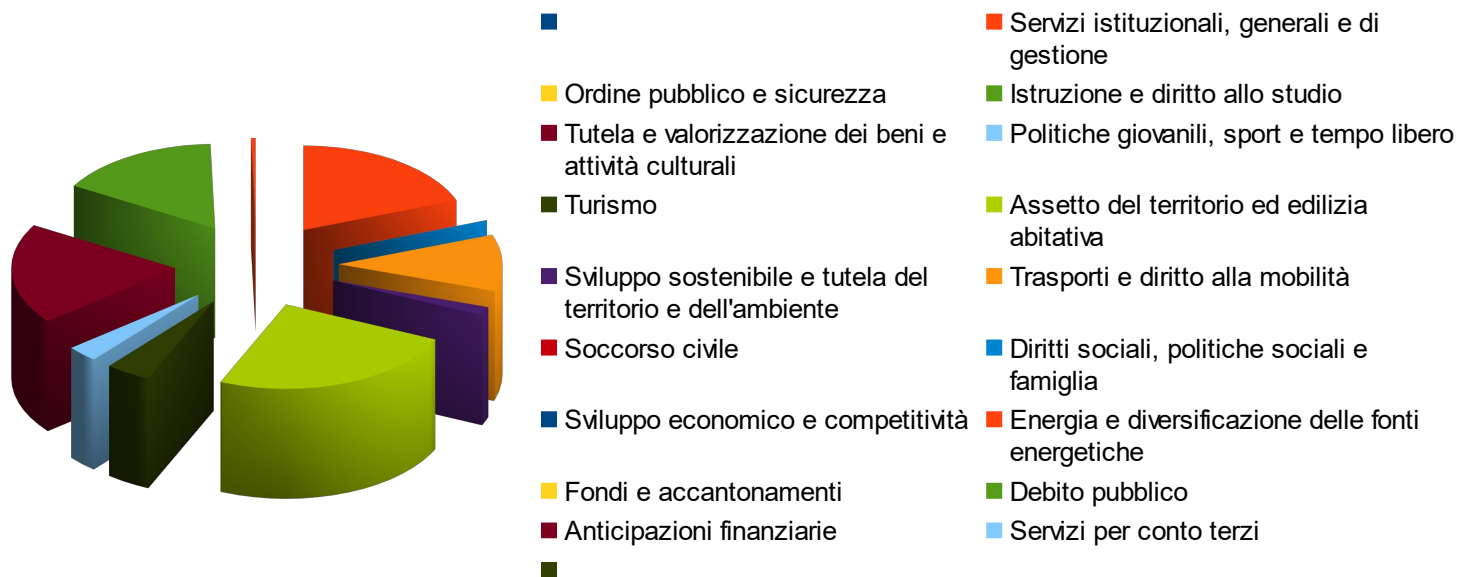 Servizi istituzionali, generali e di
gestione
Ordine pubblico e sicurezza
Istruzione e diritto allo studio
Tutela e valorizzazione dei beni e
attività culturali
Politiche giovanili, sport e tempo libero
Turismo
Assetto del territorio ed edilizia
abitativa
Sviluppo sostenibile e tutela del
territorio e dell'ambiente
Trasporti e diritto alla mobilità
Soccorso civile
Diritti sociali, politiche sociali e
famiglia
Sviluppo economico e competitività
Energia e diversificazione delle fonti
energetiche
Fondi e accantonamenti
Debito pubblico
Anticipazioni finanziarie
Servizi per conto terzi